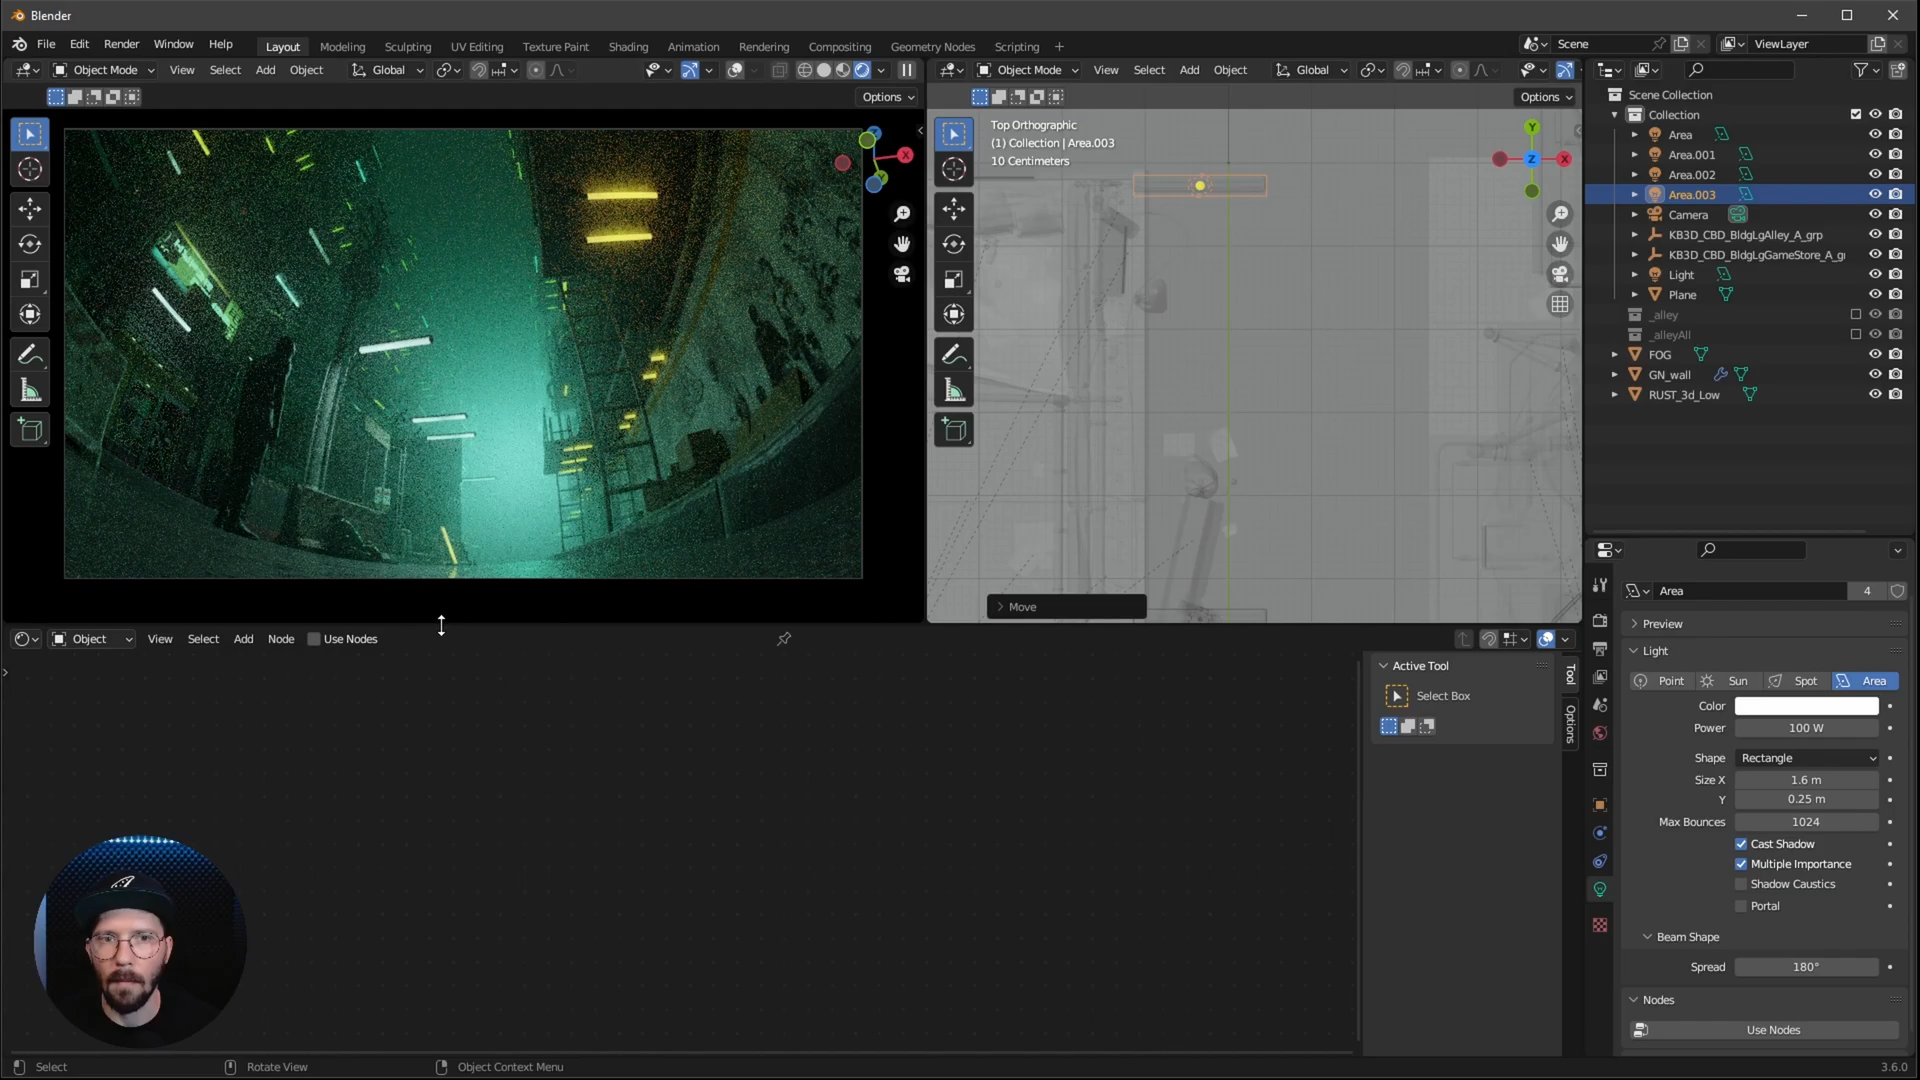 Blender
File Edit Render Window Help
Layout Modeling Sculpting UV Editing Texture Paint Shading Animation Rendering Compositing Geometry Nodes Scripting +
Scene
ViewLayer
Object Mode View Select Add Object Global
Object Mode View Select Add Object Global
Options
Options
Top Orthographic
(1) Collection | Area.003
10 Centimeters
X
Y
Z
X
Move
Scene Collection
Collection
Area
Area.001
Area.002
Area.003
Camera
KB3D_CBD_BldgLgAlley_A_grp
KB3D_CBD_BldgLgGameStore_A_g
Light
Plane
_alley
_alleyAll
FOG
GN_wall
RUST_3d_Low
Object View Select Add Node Use Nodes
Active Tool
Select Box
Tool
Options
Area 4
Preview
Light
Point Sun Spot Area
Color
Power 100 W
Shape Rectangle
Size X 1.6 m
Y 0.25 m
Max Bounces 1024
Cast Shadow
Multiple Importance
Shadow Caustics
Portal
Beam Shape
Spread 180°
Nodes
Use Nodes
Select Rotate View Object Context Menu
3.6.0